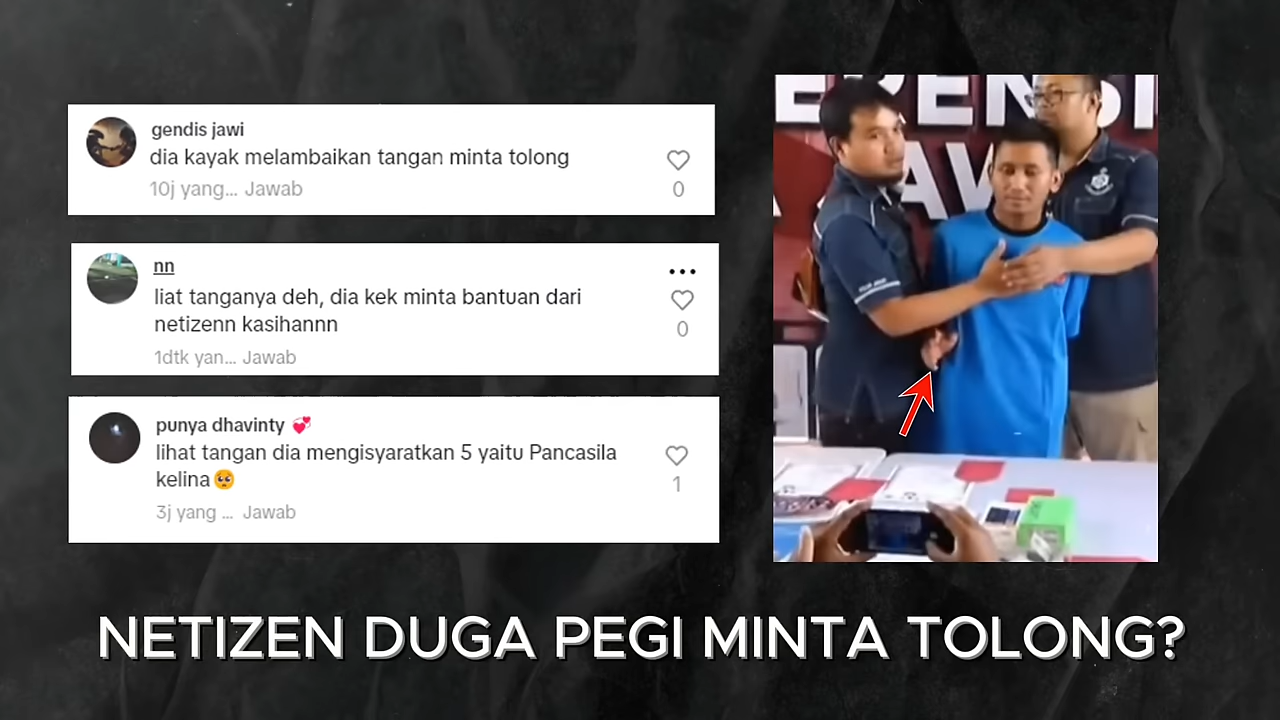 gendis jawi
dia kayak melambaikan tangan minta tolong
10j yang... Jawab
0
nn
liat tanganya deh, dia kek minta bantuan dari
netizenn kasihannn
0
1dtk yan... Jawab
punya dhavinty 💞
lihat tangan dia mengisyaratkan 5 yaitu Pancasila
kelina🥺
1
3j yang ... Jawab
ERENSI
JAW
NETIZEN DUGA PEGI MINTA TOLONG?